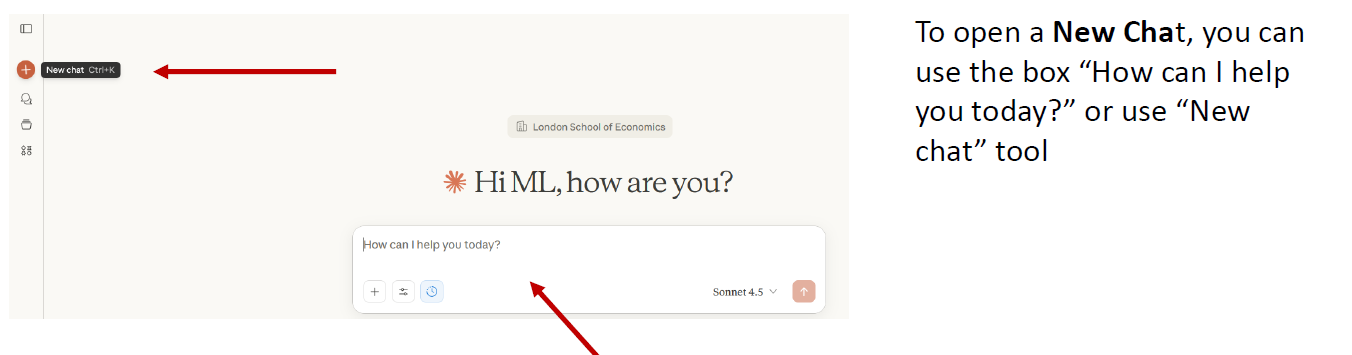 New chat Ctrl+K
London School of Economics
Hi ML, how are you?
How can I help you today?
Sonnet 4.5
To open a New Chat, you can
use the box “How can I help
you today?” or use “New
chat” tool